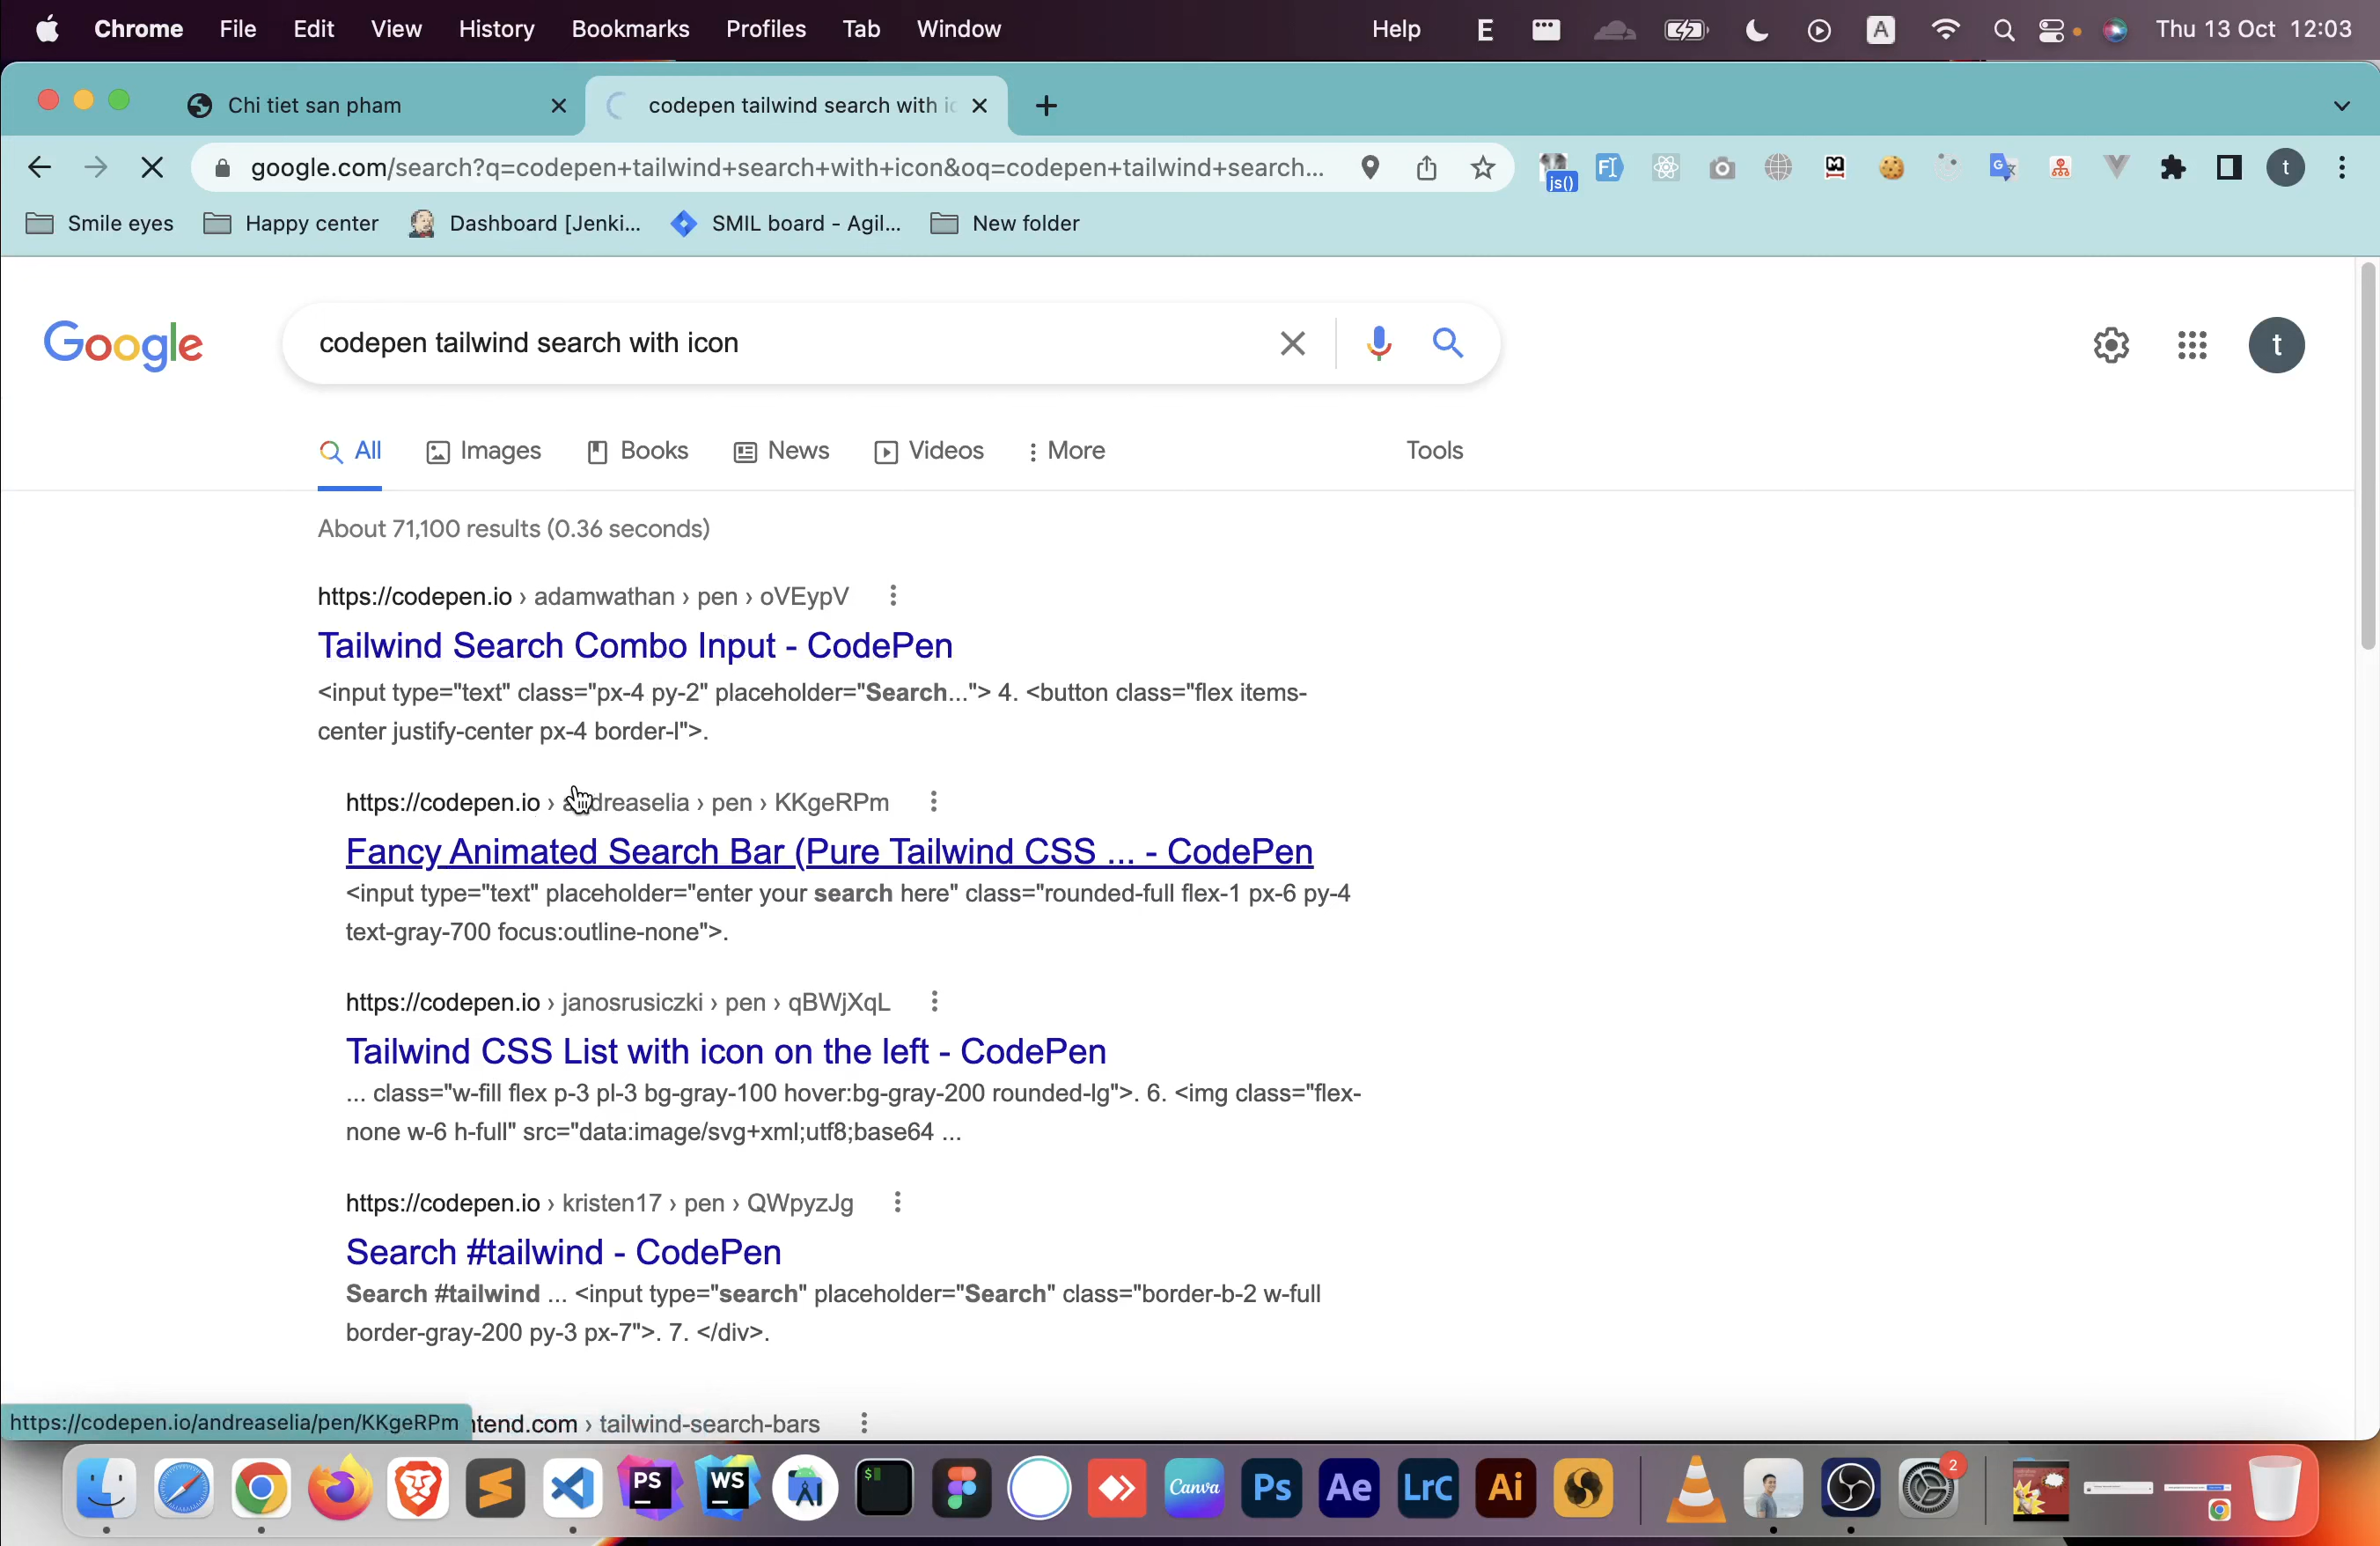 Chrome File Edit View History Bookmarks Profiles Tab Window Help E A Thu 13 Oct 12:03
Chi tiet san pham
codepen tailwind search with ic
google.com/search?q=codepen+tailwind+search+with+icon&oq=codepen+tailwind+search...
js()
t
Smile eyes
Happy center
Dashboard [Jenki...
SMIL board - Agil...
New folder
Google
codepen tailwind search with icon
t
All Images Books News Videos More Tools
About 71,100 results (0.36 seconds)
https://codepen.io › adamwathan › pen › oVEypV
Tailwind Search Combo Input - CodePen
<input type="text" class="px-4 py-2" placeholder="Search..."> 4. <button class="flex items-
center justify-center px-4 border-l">.
https://codepen.io › andreaselia › pen › KKgeRPm
Fancy Animated Search Bar (Pure Tailwind CSS ... - CodePen
<input type="text" placeholder="enter your search here" class="rounded-full flex-1 px-6 py-4
text-gray-700 focus:outline-none">.
https://codepen.io › janosrusiczki › pen › qBWjXqL
Tailwind CSS List with icon on the left - CodePen
... class="w-fill flex p-3 pl-3 bg-gray-100 hover:bg-gray-200 rounded-lg">. 6. <img class="flex-
none w-6 h-full" src="data:image/svg+xml;utf8;base64 ...
https://codepen.io › kristen17 › pen › QWpyzJg
Search #tailwind - CodePen
Search #tailwind ... <input type="search" placeholder="Search" class="border-b-2 w-full
border-gray-200 py-3 px-7">. 7. </div>.
https://codepen.io/andreaselia/pen/KKgeRPm
ntend.com › tailwind-search-bars
PS WS $ Canva Ps Ae LrC Ai 2